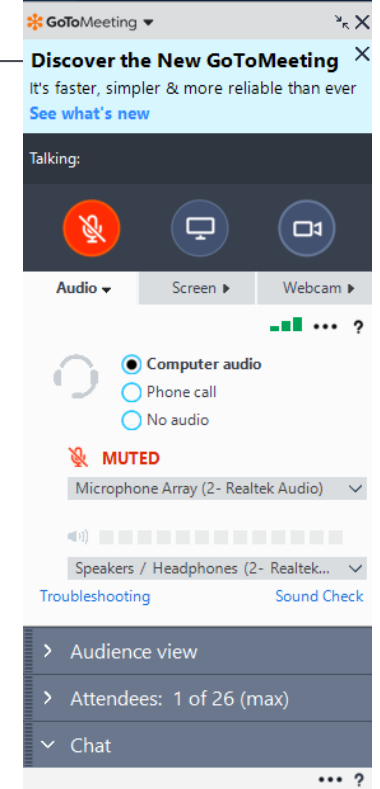 GoToMeeting
Discover the New GoToMeeting
It's faster, simpler & more reliable than ever
See what's new
Talking:
Audio Screen Webcam
... ?
Computer audio
Phone call
No audio
MUTED
Microphone Array (2- Realtek Audio)
Speakers / Headphones (2- Realtek...
Troubleshooting Sound Check
Audience view
Attendees: 1 of 26 (max)
Chat
... ?